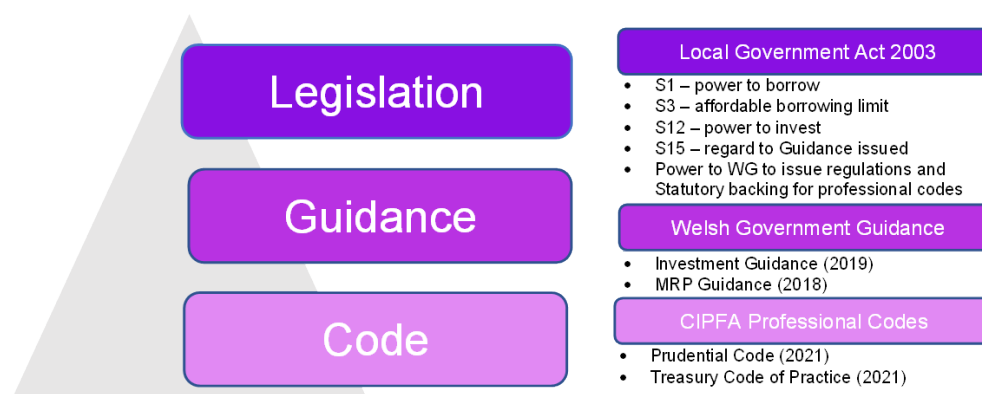 Legislation
Local Government Act 2003
• S1 – power to borrow
• S3 – affordable borrowing limit
• S12 – power to invest
• S15 – regard to Guidance issued
• Power to WG to issue regulations and
Statutory backing for professional codes
Guidance
Welsh Government Guidance
• Investment Guidance (2019)
• MRP Guidance (2018)
Code
CIPFA Professional Codes
• Prudential Code (2021)
• Treasury Code of Practice (2021)